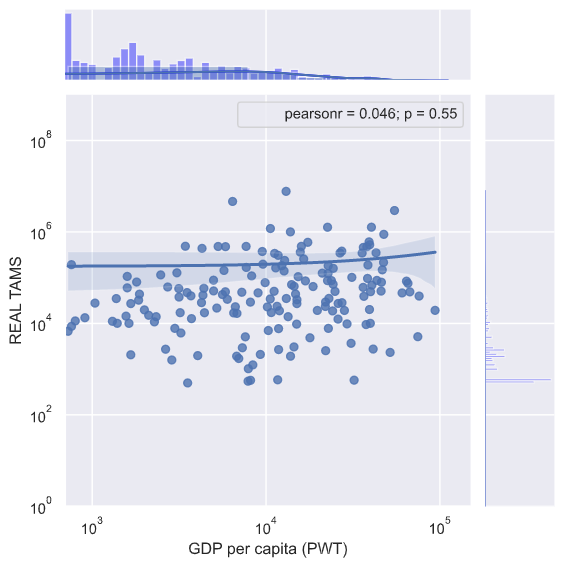 pearsonr = 0.046; p = 0.55
10^8
10^6
10^4
10^2
10^0
REAL TAMS
10^3 10^4 10^5
GDP per capita (PWT)